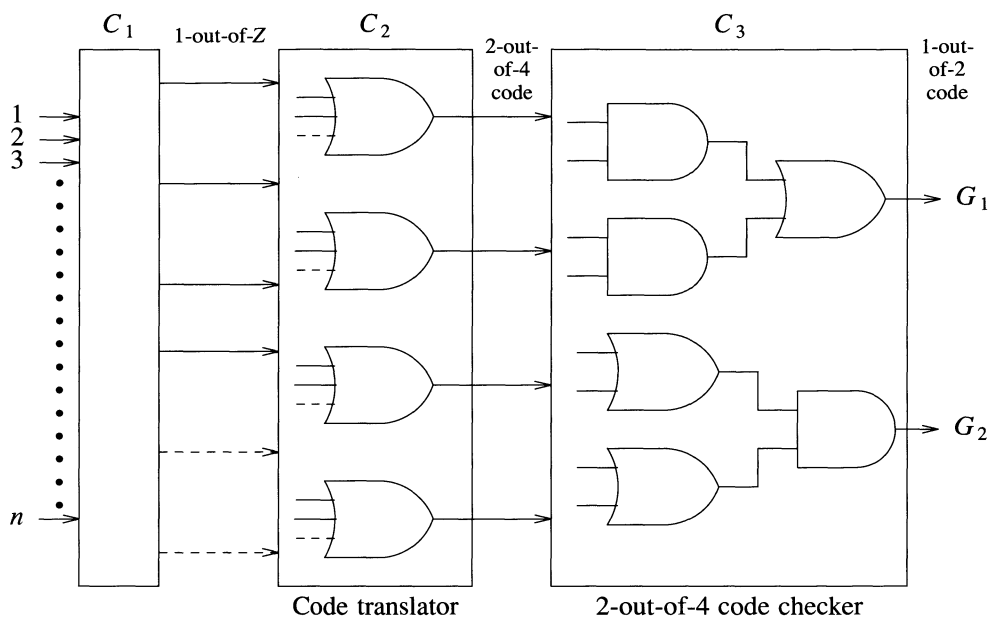 C1
C2
C3
1-out-of-Z
2-out-
of-4
code
1-out-
of-2
code
1
2
3
n
G1
G2
Code translator
2-out-of-4 code checker